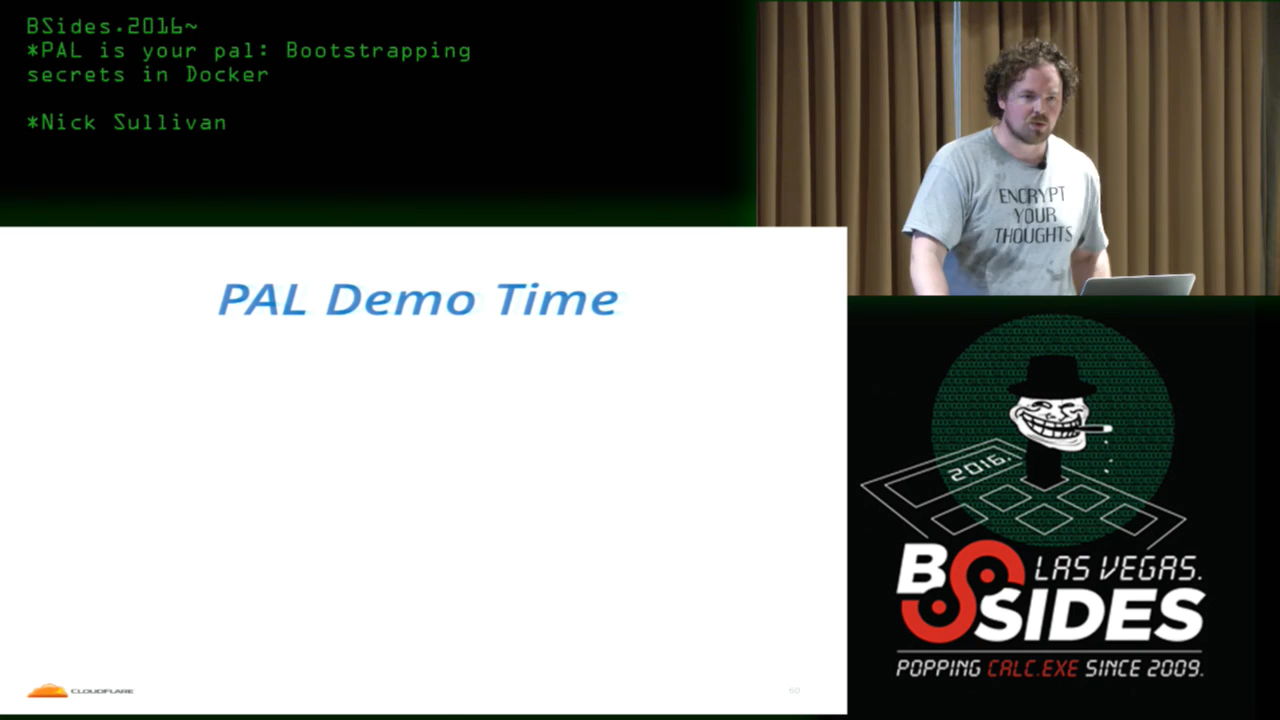 BSides.2016~
*PAL is your pal: Bootstrapping
secrets in Docker
*Nick Sullivan
ENCRYPT
YOUR
THOUGHTS
PAL Demo Time
2016.
BSIDES
LAS VEGAS.
POPPING CALC.EXE SINCE 2009.
CLOUDFLARE
50